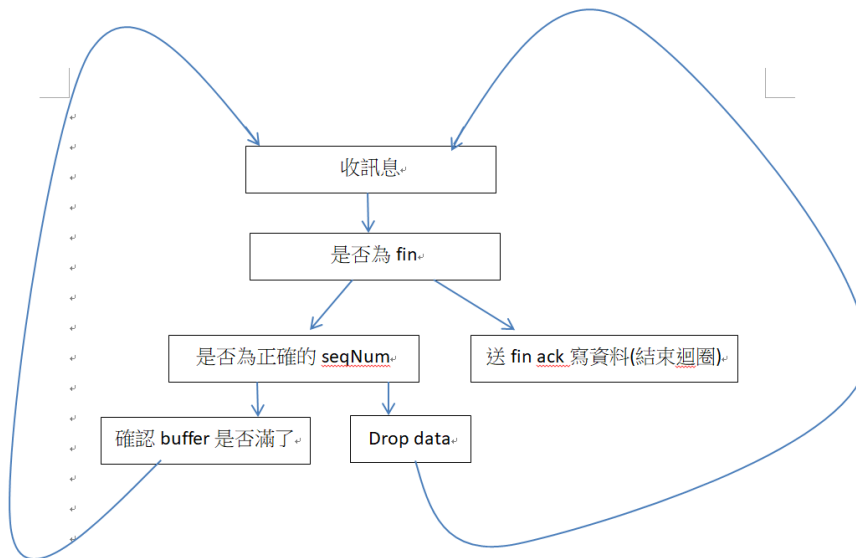 收訊息
是否為 fin
是否為正確的 seqNum
送 fin ack 寫資料(結束迴圈)
確認 buffer 是否滿了
Drop data